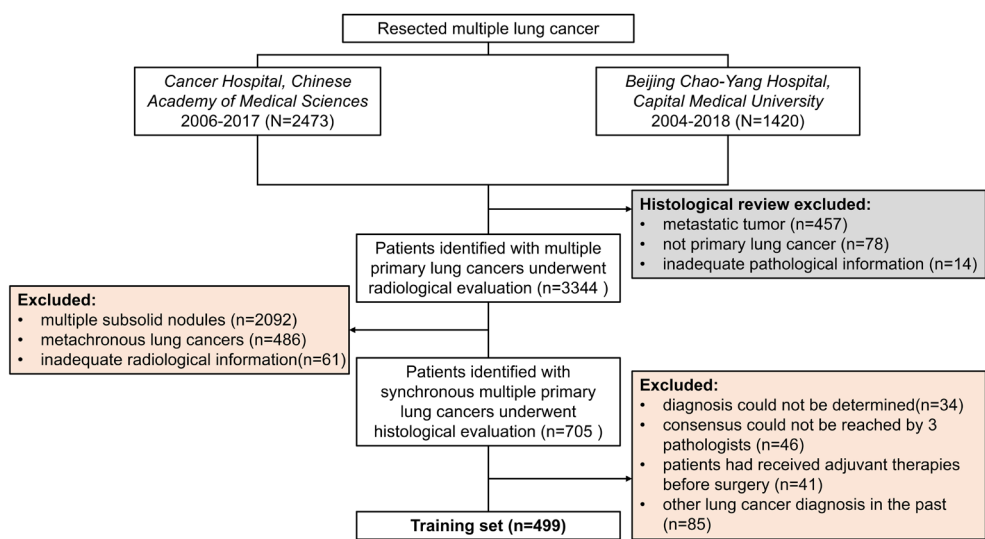 Resected multiple lung cancer
Cancer Hospital, Chinese
Academy of Medical Sciences
2006-2017 (N=2473)
Beijing Chao-Yang Hospital,
Capital Medical University
2004-2018 (N=1420)
Histological review excluded:
• metastatic tumor (n=457)
• not primary lung cancer (n=78)
• inadequate pathological information (n=14)
Patients identified with multiple
primary lung cancers underwent
radiological evaluation (n=3344 )
Excluded:
• multiple subsolid nodules (n=2092)
• metachronous lung cancers (n=486)
• inadequate radiological information(n=61)
Patients identified with
synchronous multiple primary
lung cancers underwent
histological evaluation (n=705 )
Excluded:
• diagnosis could not be determined(n=34)
• consensus could not be reached by 3
pathologists (n=46)
• patients had received adjuvant therapies
before surgery (n=41)
• other lung cancer diagnosis in the past
(n=85)
Training set (n=499)